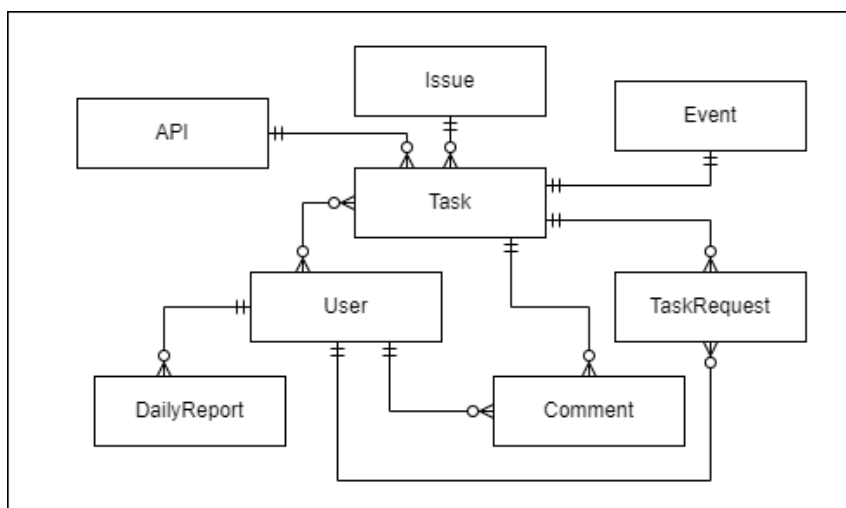 Issue
API
Event
Task
User
TaskRequest
DailyReport
Comment